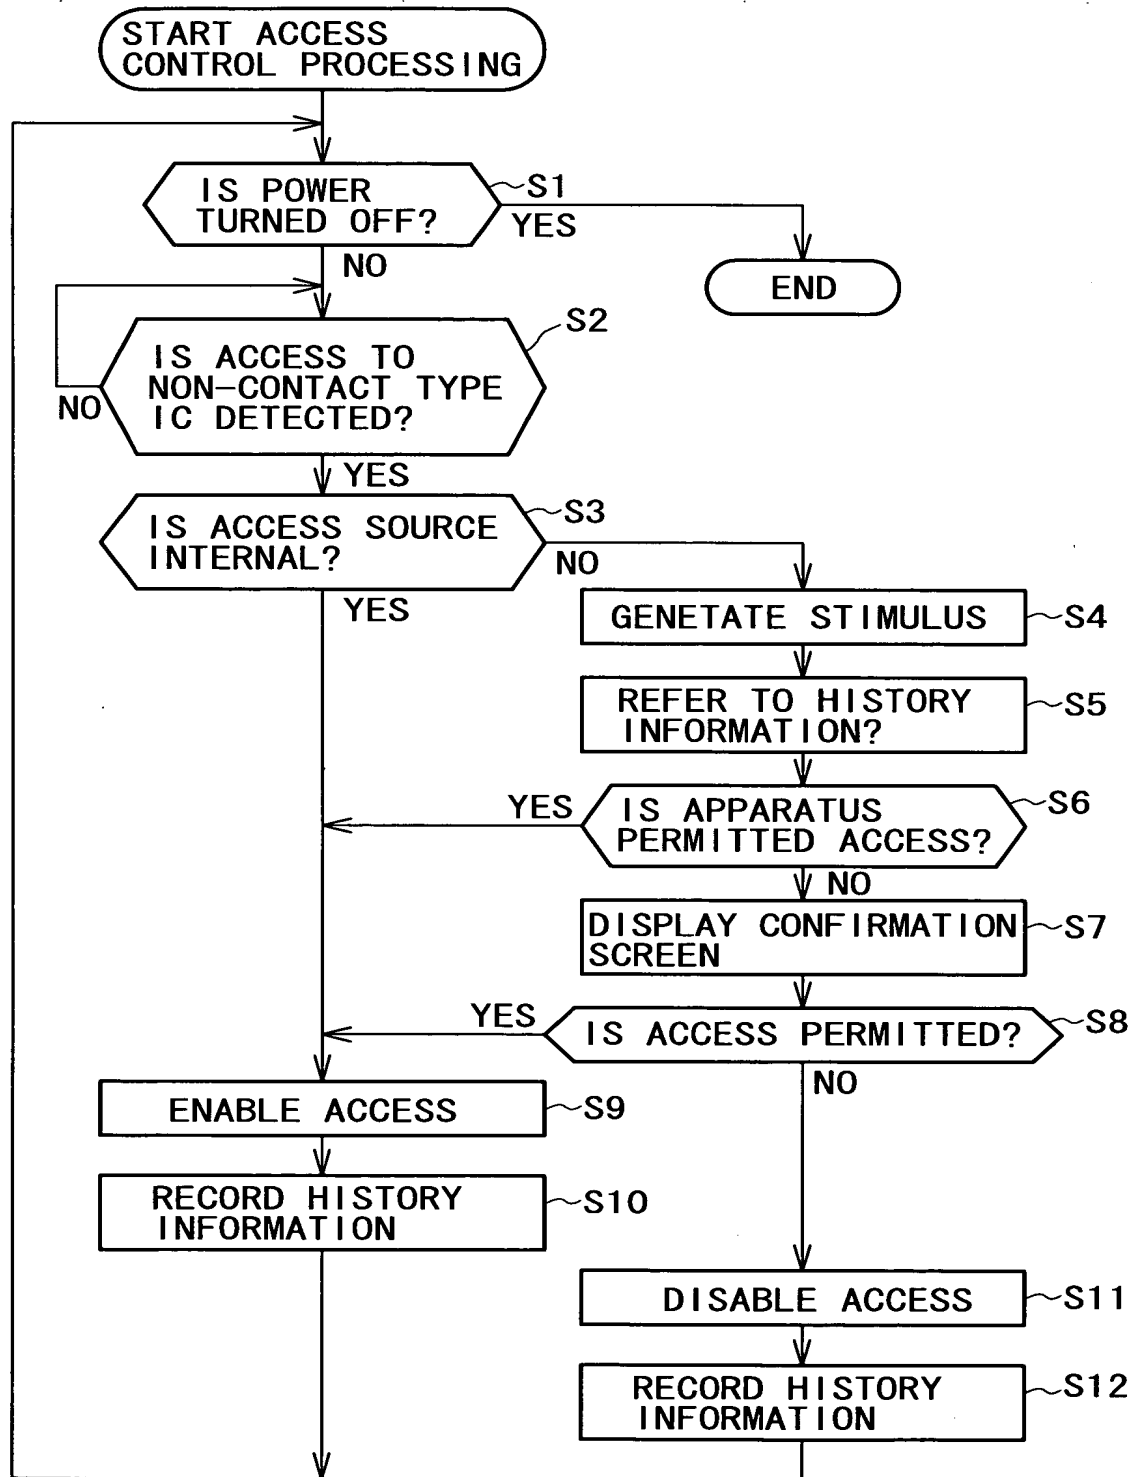 START ACCESS
CONTROL PROCESSING
IS POWER
TURNED OFF?
S1
YES
NO
END
S2
IS ACCESS TO
NON-CONTACT TYPE
IC DETECTED?
NO
YES
S3
IS ACCESS SOURCE
INTERNAL?
NO
YES
GENETATE STIMULUS
S4
REFER TO HISTORY
INFORMATION?
S5
YES
IS APPARATUS
PERMITTED ACCESS?
S6
NO
DISPLAY CONFIRMATION
SCREEN
S7
YES
IS ACCESS PERMITTED?
S8
NO
ENABLE ACCESS
S9
RECORD HISTORY
INFORMATION
S10
DISABLE ACCESS
S11
RECORD HISTORY
INFORMATION
S12